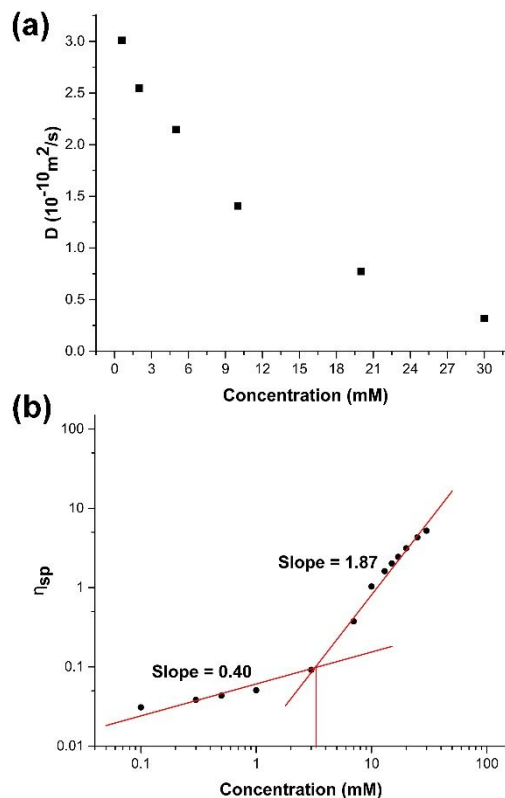 (a)
3.0
2.5
2.0
1.5
1.0
0.5
0.0
D (10-10m2/s)
0 3 6 9 12 15 18 21 24 27 30
Concentration (mM)
(b)
100
10
1
0.1
0.01
ηsp
Slope = 1.87
Slope = 0.40
0.1 1 10 100
Concentration (mM)